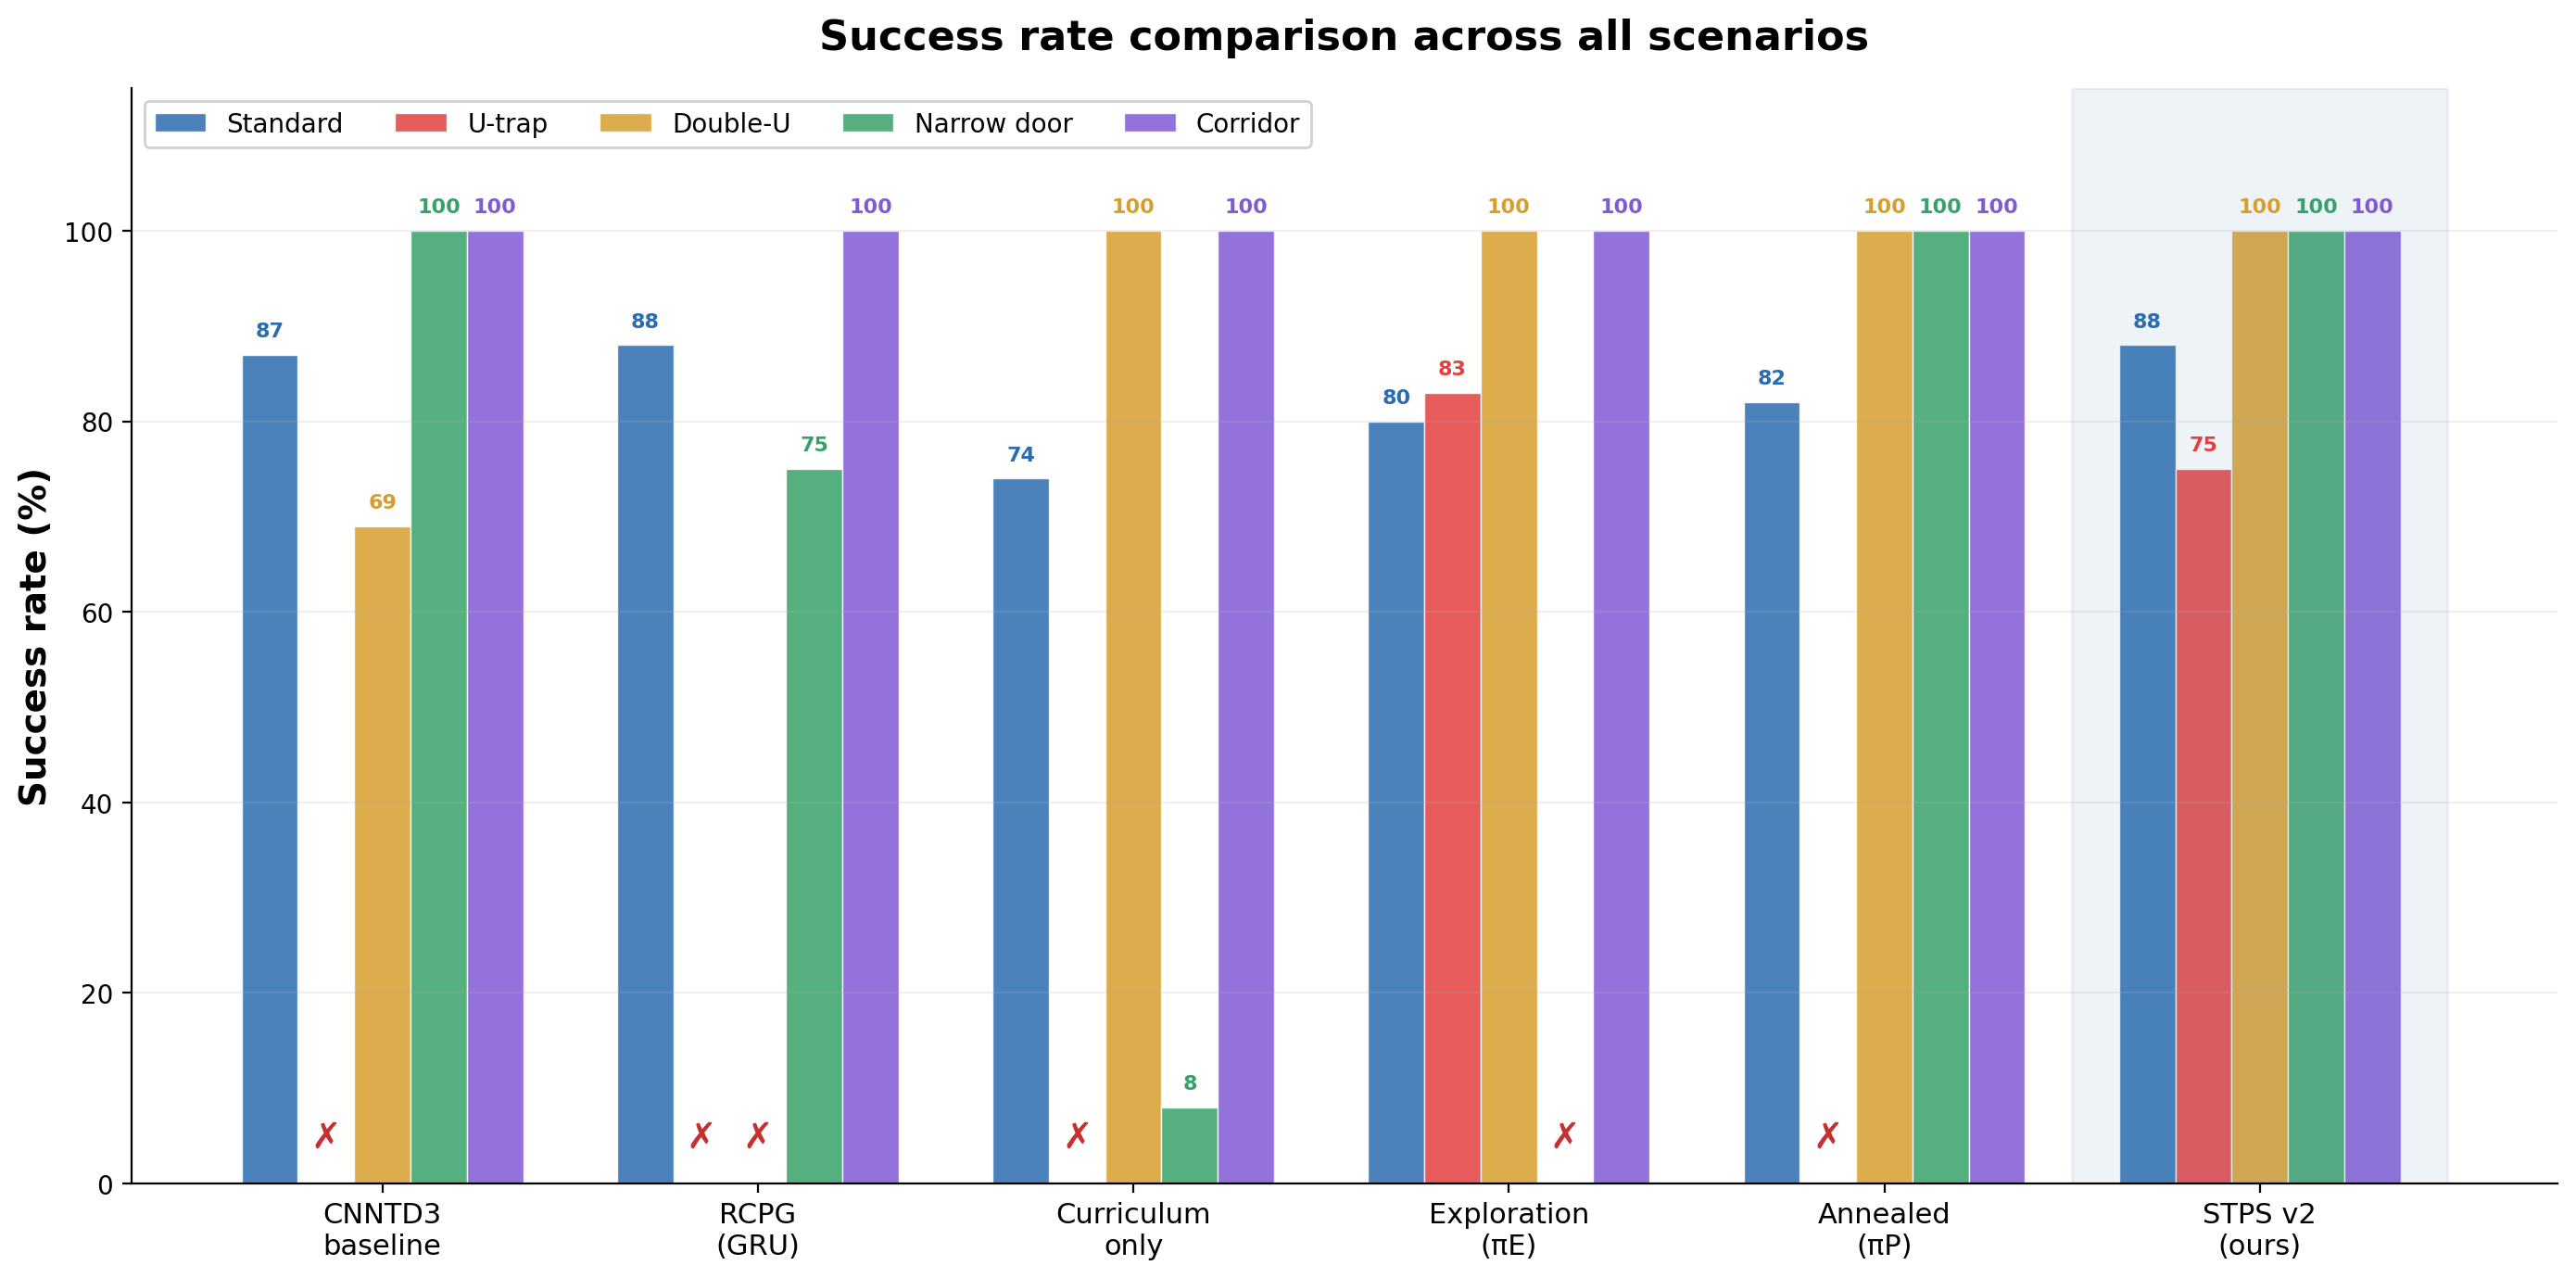 Success rate comparison across all scenarios
Standard U-trap Double-U Narrow door Corridor
Success rate (%)
100
80
60
40
20
0
87 ✗ 69 100 100
88 ✗ ✗ 75 100
74 ✗ 100 8 100
80 83 100 ✗ 100
82 ✗ 100 100 100
88 75 100 100 100
CNNTD3
baseline
RCPG
(GRU)
Curriculum
only
Exploration
(πE)
Annealed
(πP)
STPS v2
(ours)